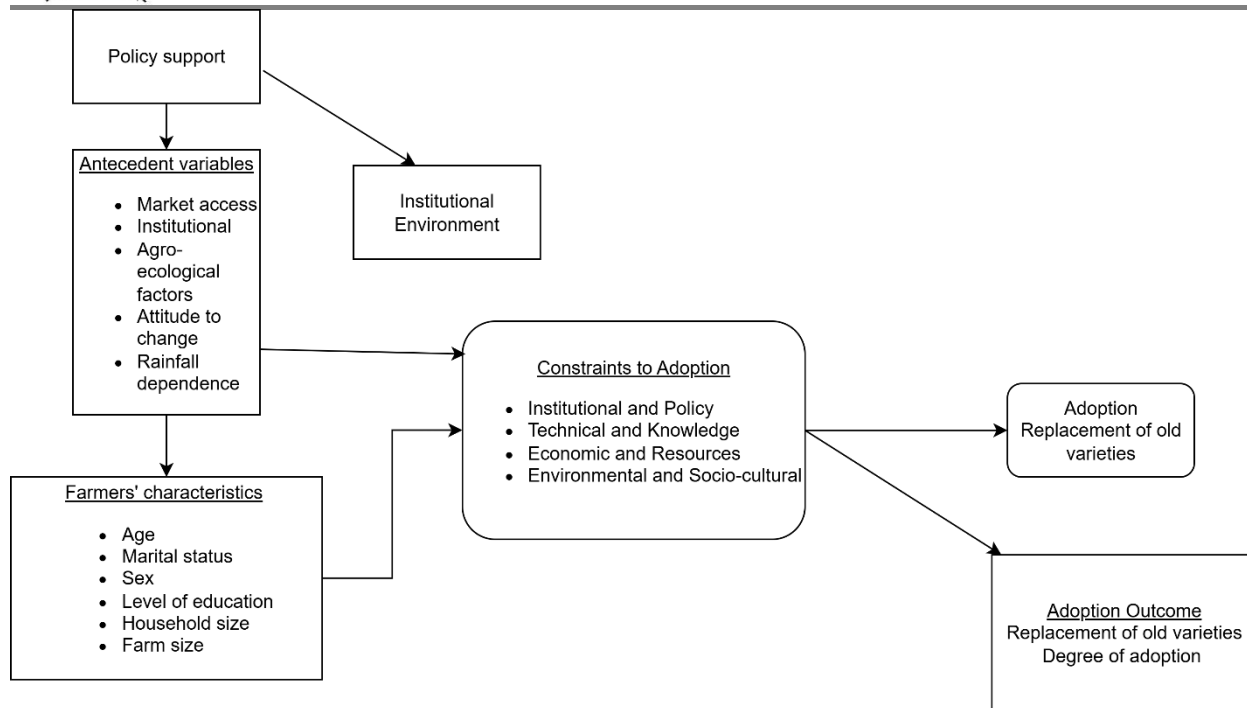 Policy support
Antecedent variables
• Market access
• Institutional
• Agro-
ecological
factors
• Attitude to
change
• Rainfall
dependence
Institutional
Environment
Constraints to Adoption
• Institutional and Policy
• Technical and Knowledge
• Economic and Resources
• Environmental and Socio-cultural
Adoption
Replacement of old
varieties
Farmers' characteristics
• Age
• Marital status
• Sex
• Level of education
• Household size
• Farm size
Adoption Outcome
Replacement of old varieties
Degree of adoption